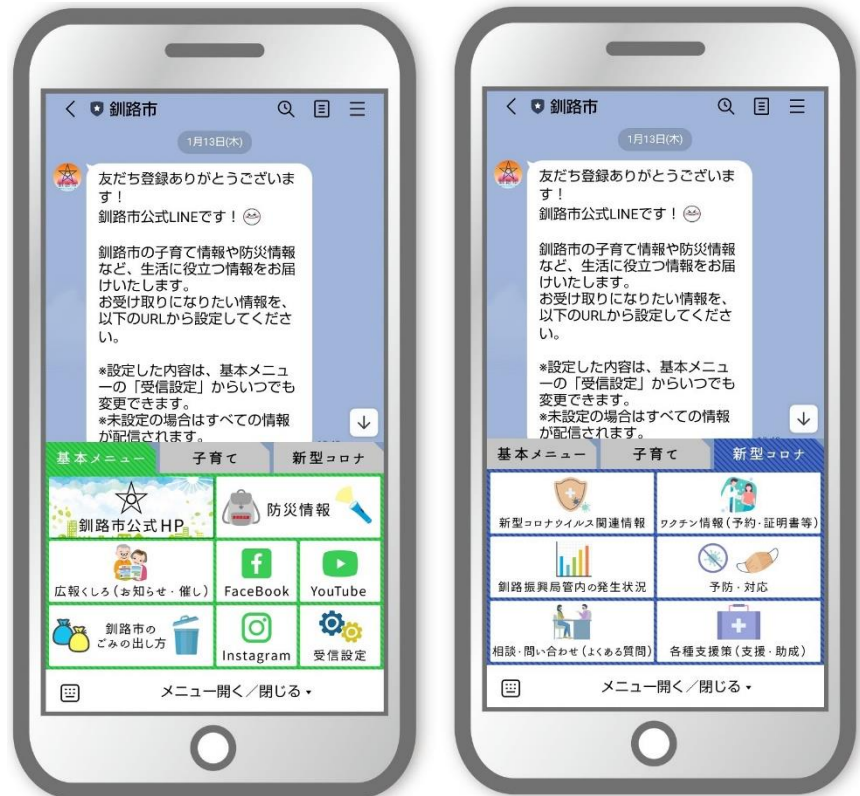 釧路市
1月13日(木)
友だち登録ありがとうございま
す！
釧路市公式LINEです！
釧路市の子育て情報や防災情報
など、生活に役立つ情報をお届
けいたします。
お受け取りになりたい情報を、
以下のURLから設定してくださ
い。
*設定した内容は、基本メニュ
ーの「受信設定」からいつでも
変更できます。
*未設定の場合はすべての情報
が配信されます。
基本メニュー 子育て 新型コロナ
釧路市公式HP 防災情報
広報くしろ(お知らせ・催し) FaceBook YouTube
釧路市の
ごみの出し方
Instagram 受信設定
メニュー開く／閉じる
釧路市
1月13日(木)
友だち登録ありがとうございま
す！
釧路市公式LINEです！
釧路市の子育て情報や防災情報
など、生活に役立つ情報をお届
けいたします。
お受け取りになりたい情報を、
以下のURLから設定してくださ
い。
*設定した内容は、基本メニュ
ーの「受信設定」からいつでも
変更できます。
*未設定の場合はすべての情報
が配信されます。
基本メニュー 子育て 新型コロナ
新型コロナウイルス関連情報 ワクチン情報(予約・証明書等)
釧路振興局管内の発生状況 予防・対応
相談・問い合わせ(よくある質問) 各種支援策(支援・助成)
メニュー開く／閉じる